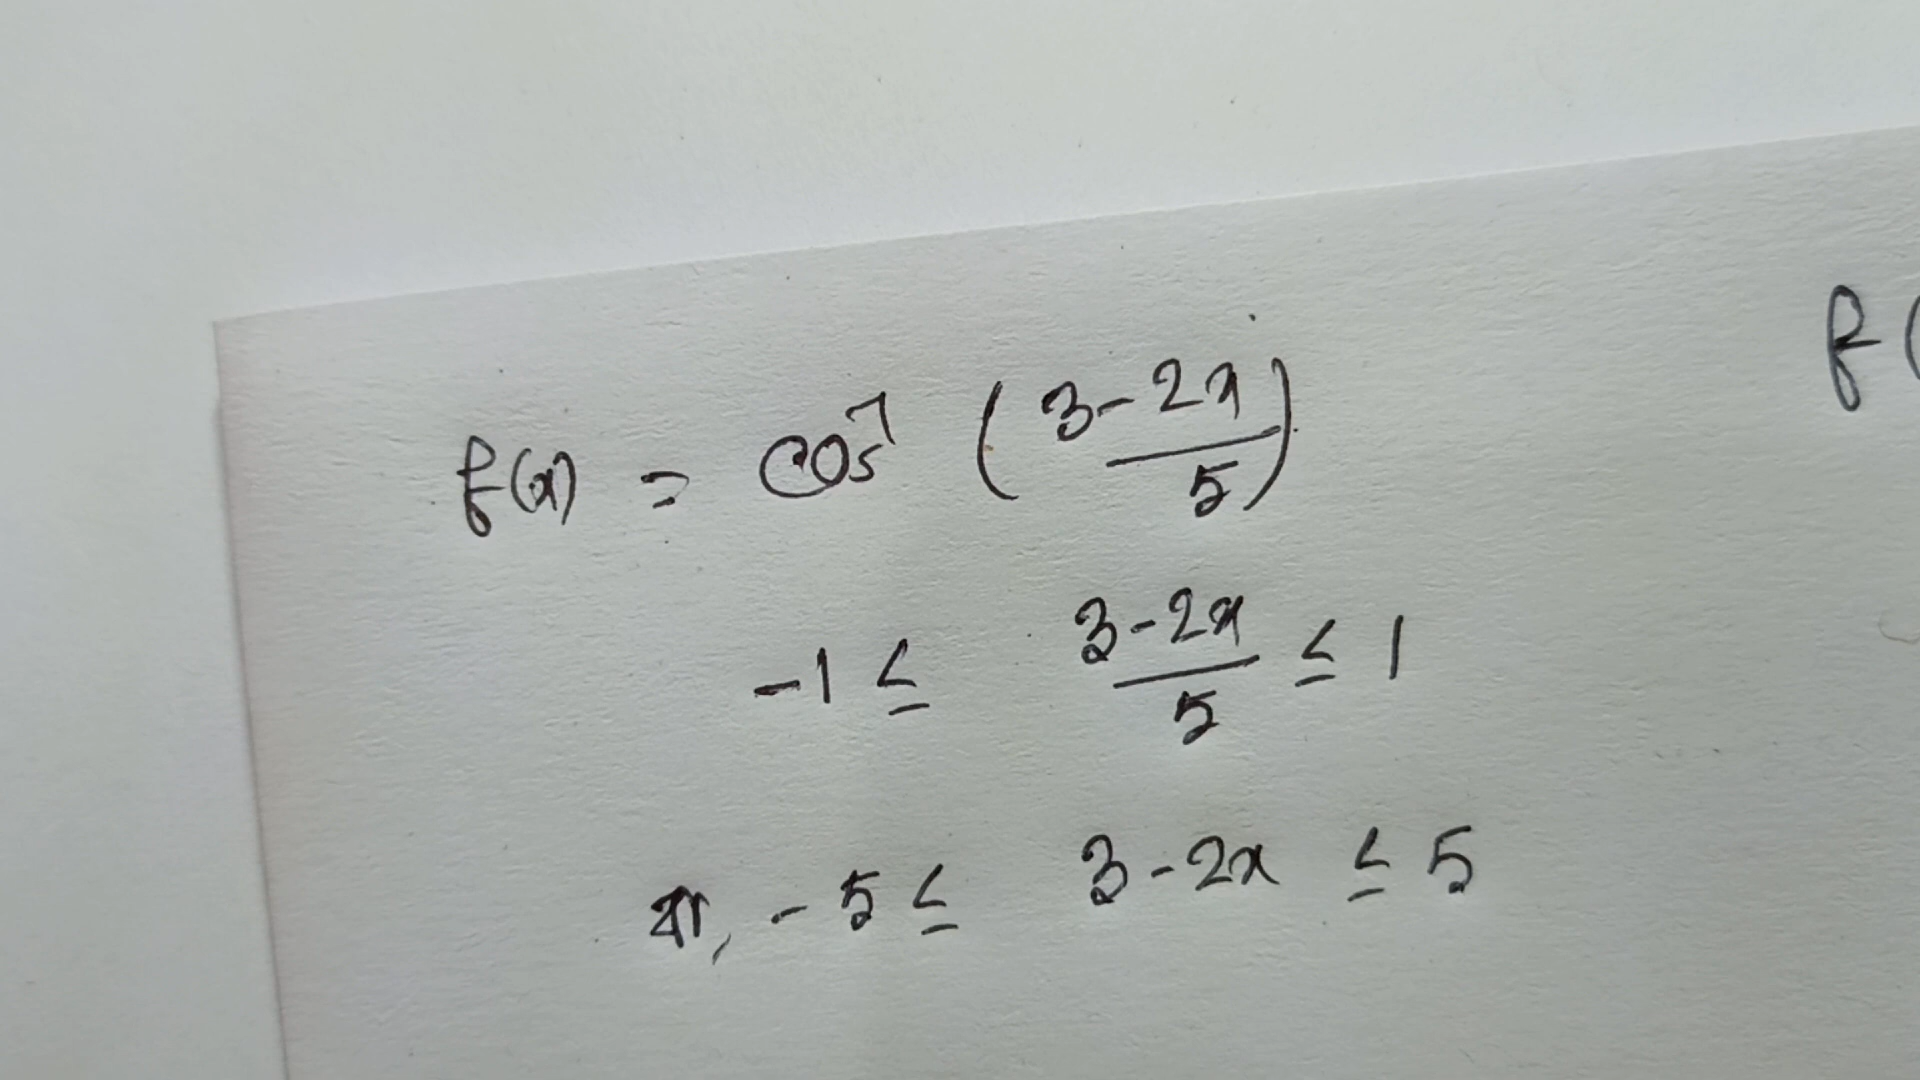 f(x) = cos⁻¹ (3-2x/5)
f(
-1 ≤ 3-2x/5 ≤ 1
বা, -5 ≤ 3-2x ≤ 5